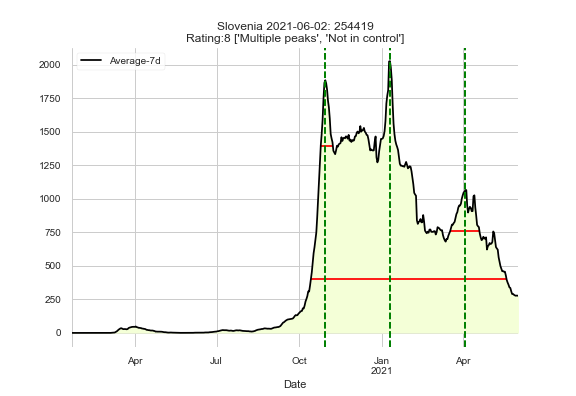 Slovenia 2021-06-02: 254419
Rating:8 ['Multiple peaks', 'Not in control']
Average-7d
2000
1750
1500
1250
1000
750
500
250
0
Apr
Jul
Oct
Jan
2021
Apr
Date